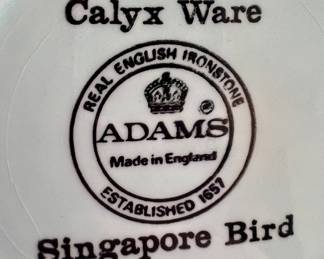 Calyx Ware
REAL ENGLISH IRONSTONE
ADAMS
Made in England
ESTABLISHED 1657
Singapore Bird